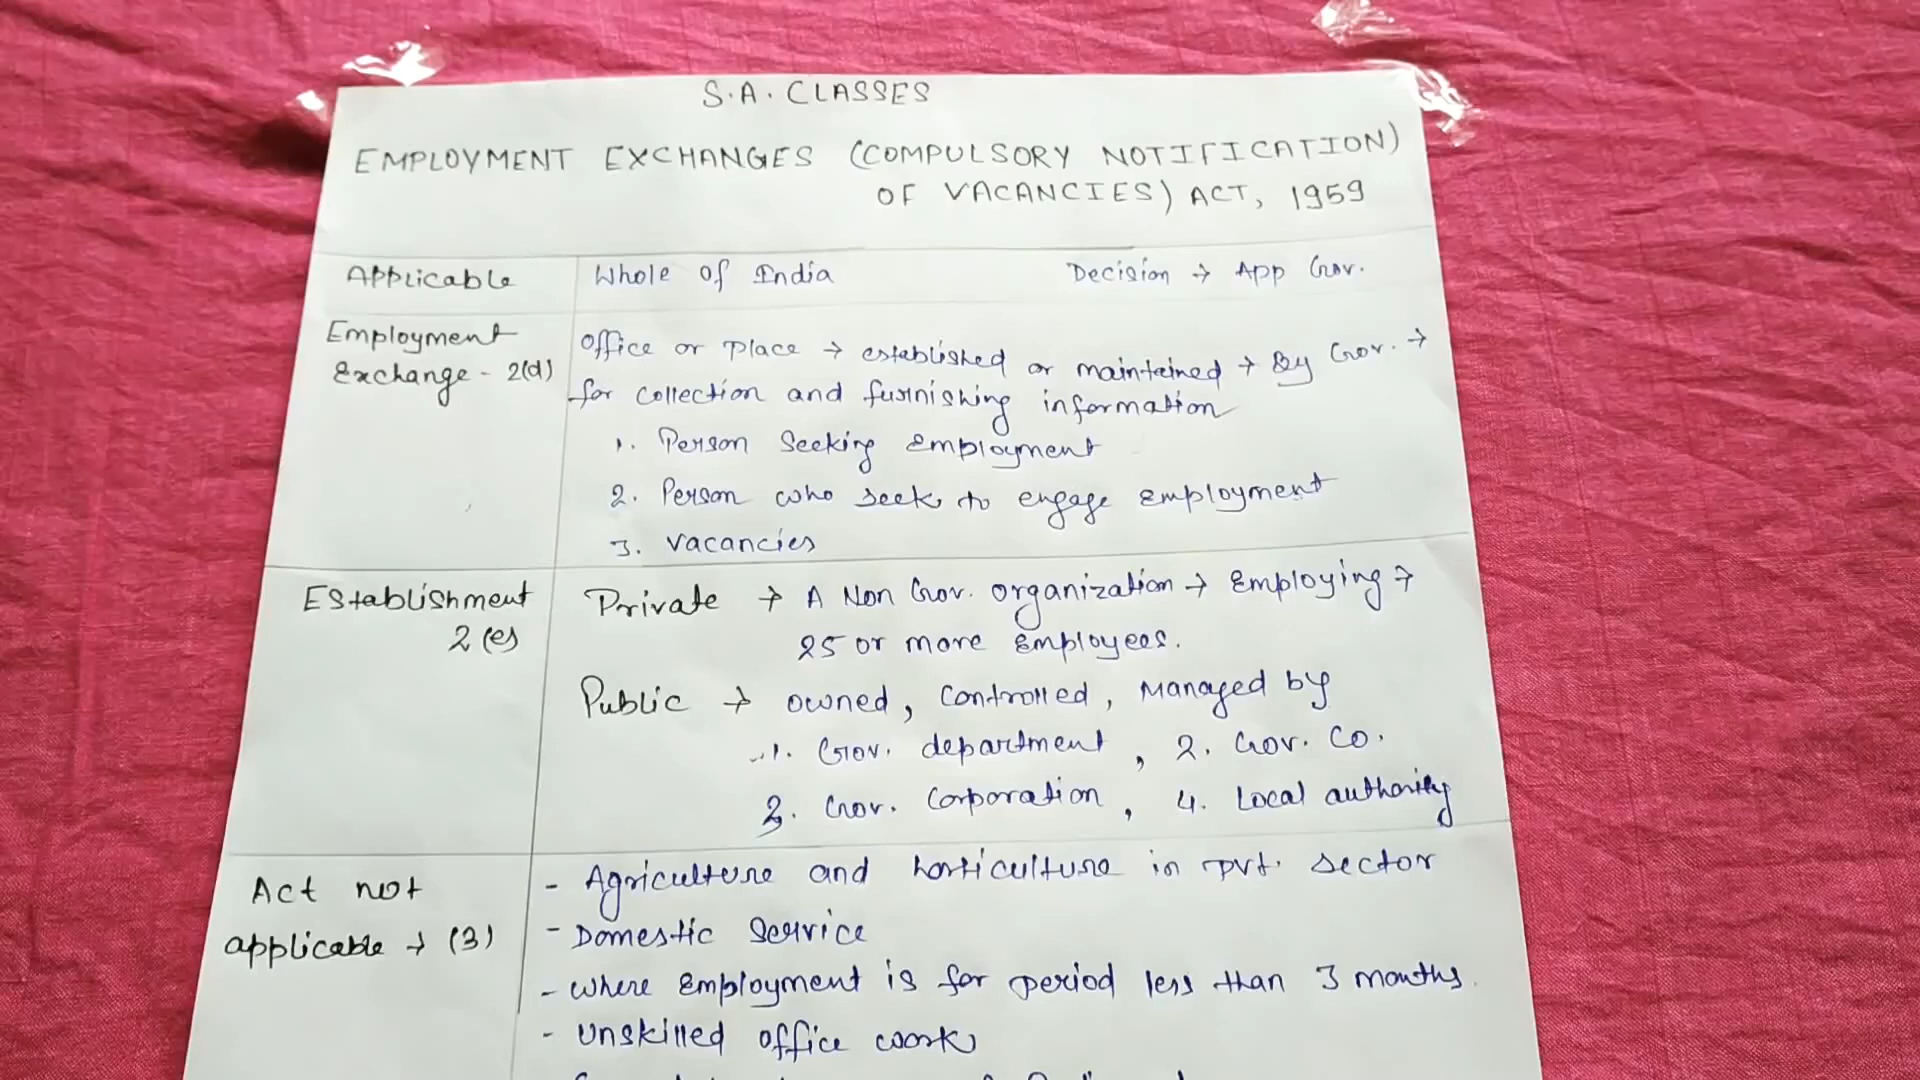 S.A. CLASSES
EMPLOYMENT EXCHANGES (COMPULSORY NOTIFICATION)
OF VACANCIES) ACT, 1959
Applicable
Whole of India
Decision → App Gov.
Employment
Exchange - 2(d)
Office or Place → established or maintained → By Gov. →
for collection and furnishing information
1. Person Seeking Employment
2. Person who seek to engage Employment
3. vacancies
Establishment
2(e)
Private → A Non Gov. organization → Employing →
25 or more Employees.
Public → owned, Controlled, Managed by
1. Gov. department, 2. Gov. Co.
3. Gov. Corporation, 4. Local authority
Act not
applicable → (3)
- Agriculture and horticulture in pvt. sector
- Domestic Service
- where Employment is for period less than 3 months.
- Unskilled office work